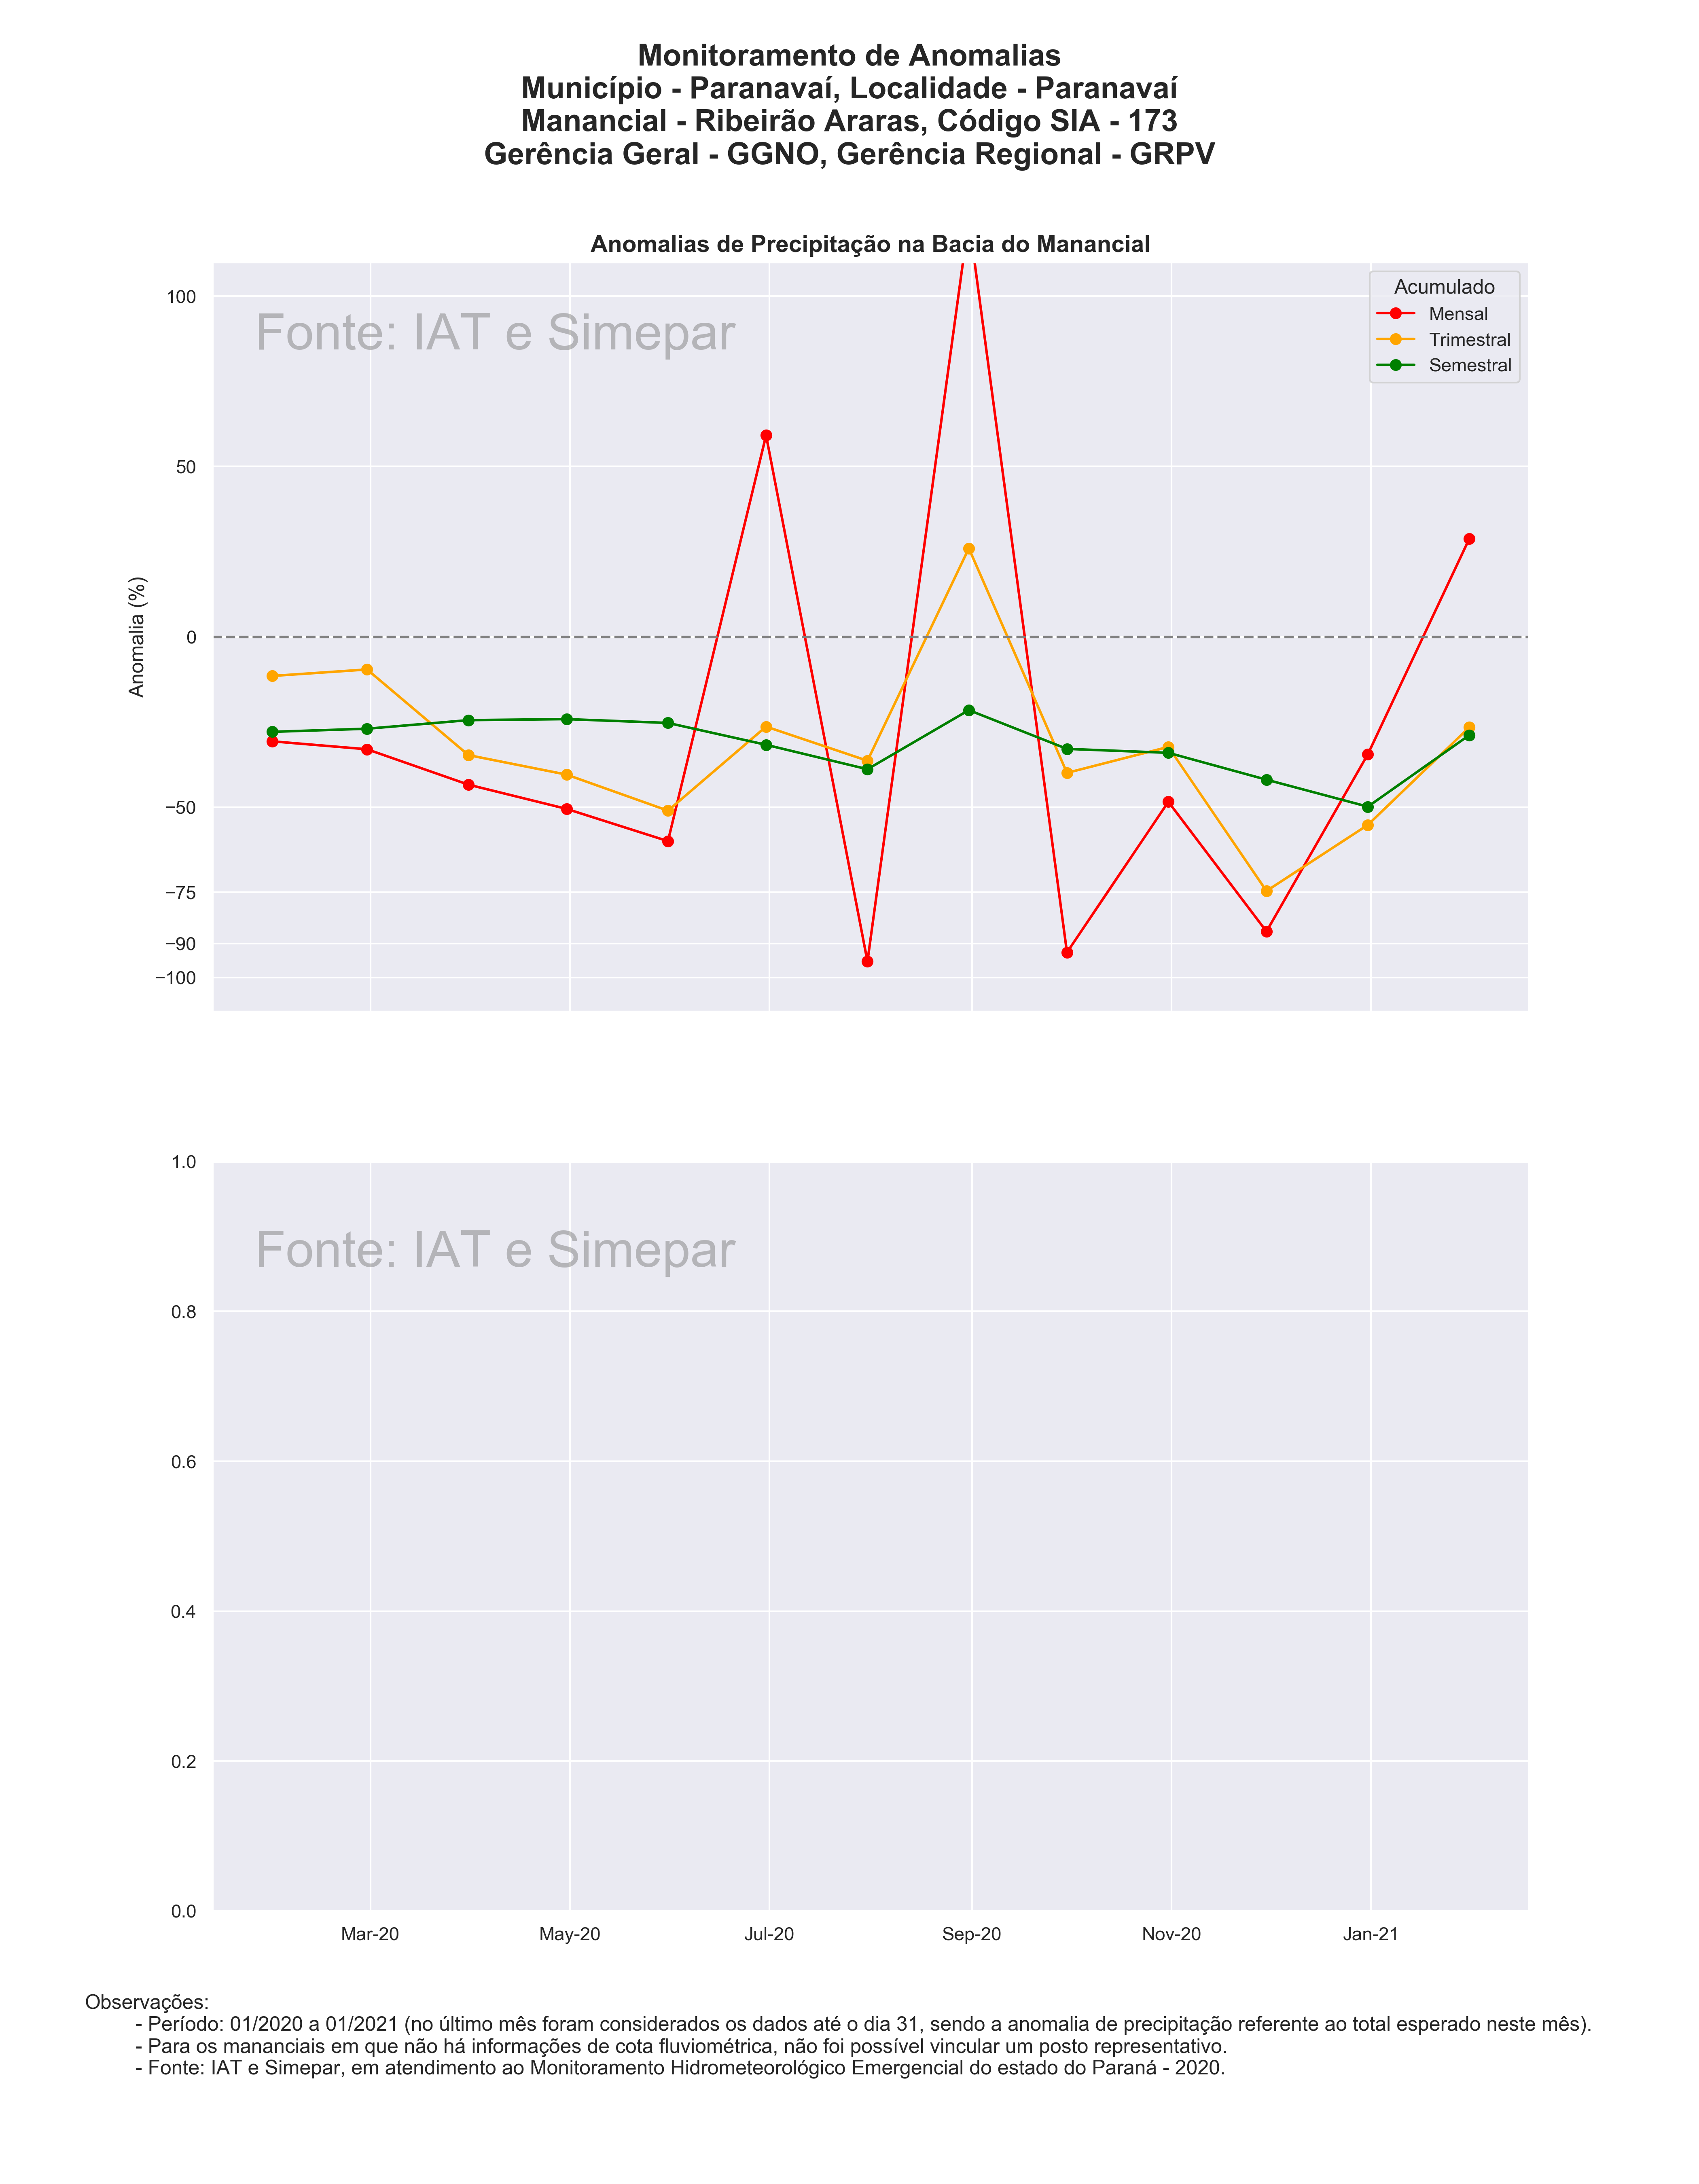 Monitoramento de Anomalias
Município - Paranavaí, Localidade - Paranavaí
Manancial - Ribeirão Araras, Código SIA - 173
Gerência Geral - GGNO, Gerência Regional - GRPV
Anomalias de Precipitação na Bacia do Manancial
Fonte: IAT e Simepar
Acumulado
Mensal
Trimestral
Semestral
Anomalia (%)
100
50
0
−50
−75
−90
−100
Fonte: IAT e Simepar
1.0
0.8
0.6
0.4
0.2
0.0
Mar-20 May-20 Jul-20 Sep-20 Nov-20 Jan-21
Observações:
- Período: 01/2020 a 01/2021 (no último mês foram considerados os dados até o dia 31, sendo a anomalia de precipitação referente ao total esperado neste mês).
- Para os mananciais em que não há informações de cota fluviométrica, não foi possível vincular um posto representativo.
- Fonte: IAT e Simepar, em atendimento ao Monitoramento Hidrometeorológico Emergencial do estado do Paraná - 2020.